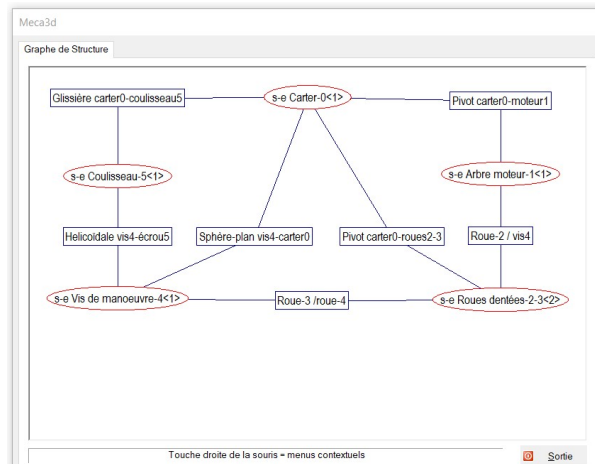 Meca3d
Graphe de Structure
Glissière carter0-coulisseau5
s-e Carter-0<1>
Pivot carter0-moteur1
s-e Coulisseau-5<1>
s-e Arbre moteur-1<1>
Helicoïdale vis4-écrou5
Sphère-plan vis4-carter0
Pivot carter0-roues2-3
Roue-2 / vis4
s-e Vis de manoeuvre-4<1>
Roue-3 /roue-4
s-e Roues dentées-2-3<2>
Touche droite de la souris = menus contextuels
Sortie